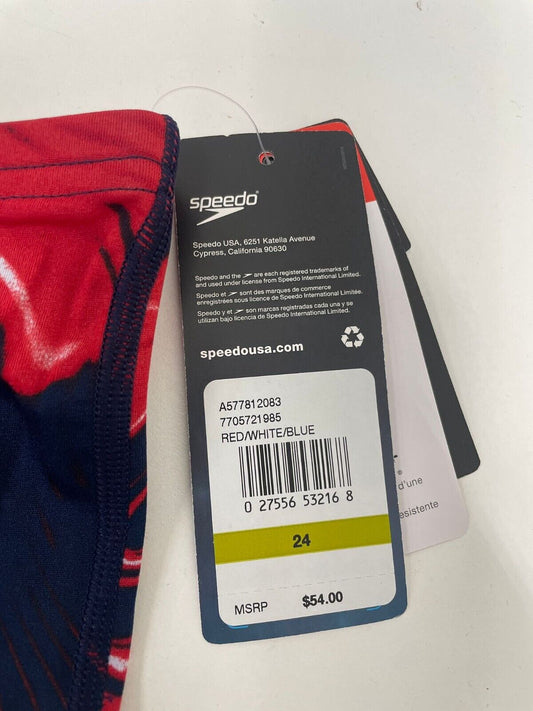 speedo®
Speedo USA, 6251 Katella Avenue
Cypress, California 90630
Speedo and the are each registered trademarks of
and used under license from Speedo International Limited.
Speedo et sont des marques de commerce
enregistrées sous licence de Speedo International Limited.
Speedo y el son marcas registradas cada una y se
utilizan bajo licencia de Speedo International Limited.
speedousa.com
A577812083
7705721985
RED/WHITE/BLUE
0 27556 53216 8
24
MSRP $54.00
®
d'une
esistente